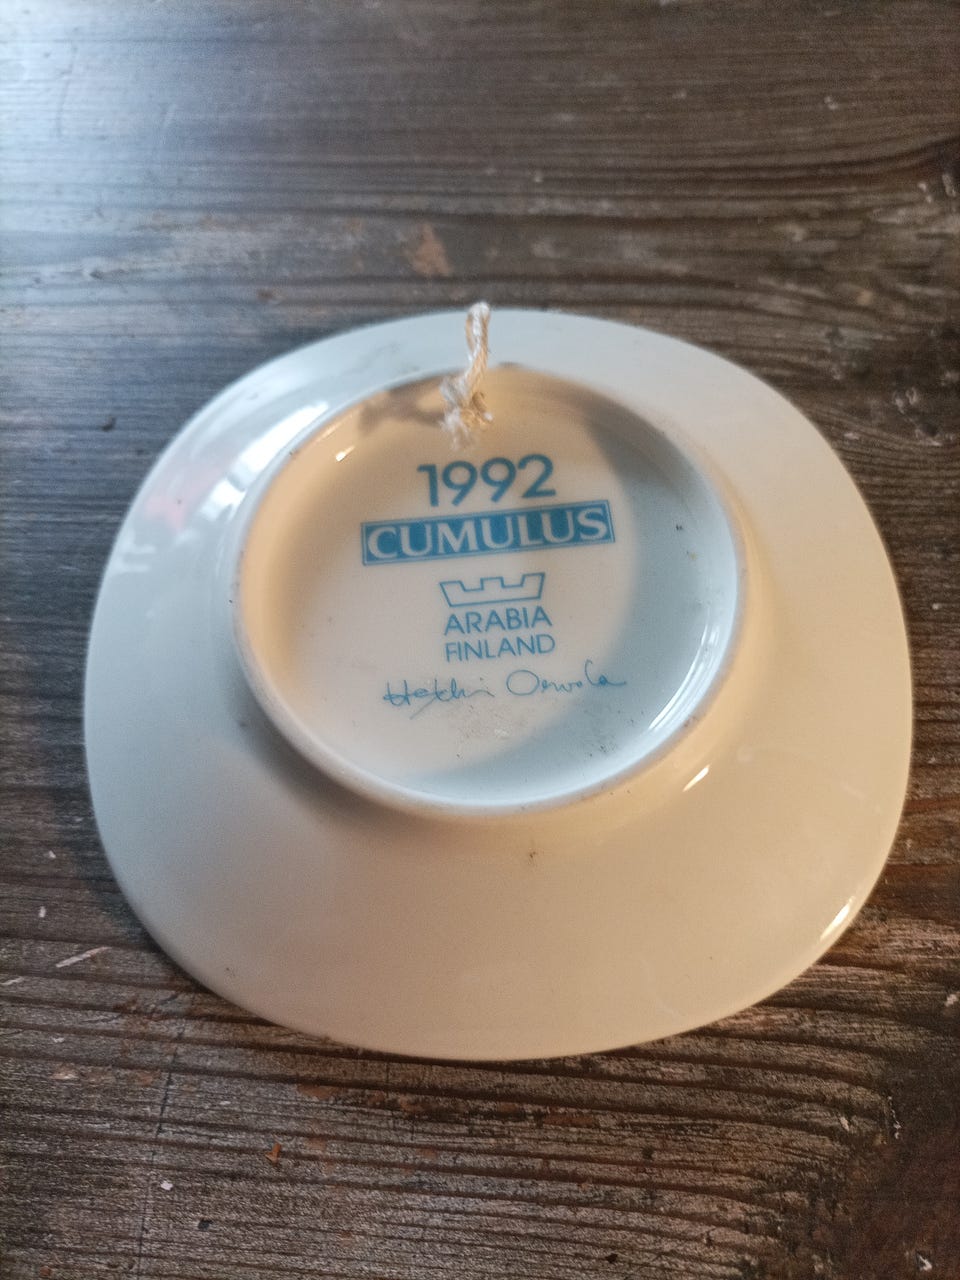 1992
CUMULUS
ARABIA
FINLAND
Heikki Orvola